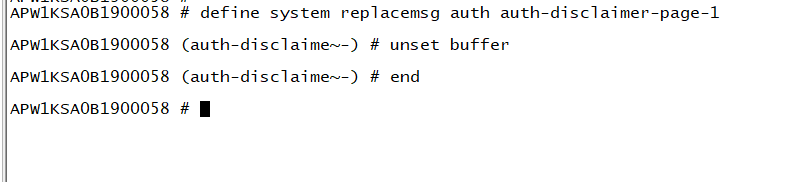 APW1KSA0B1900058 # define system replacemsg auth auth-disclaimer-page-1
APW1KSA0B1900058 (auth-disclaime~-) # unset buffer
APW1KSA0B1900058 (auth-disclaime~-) # end
APW1KSA0B1900058 #